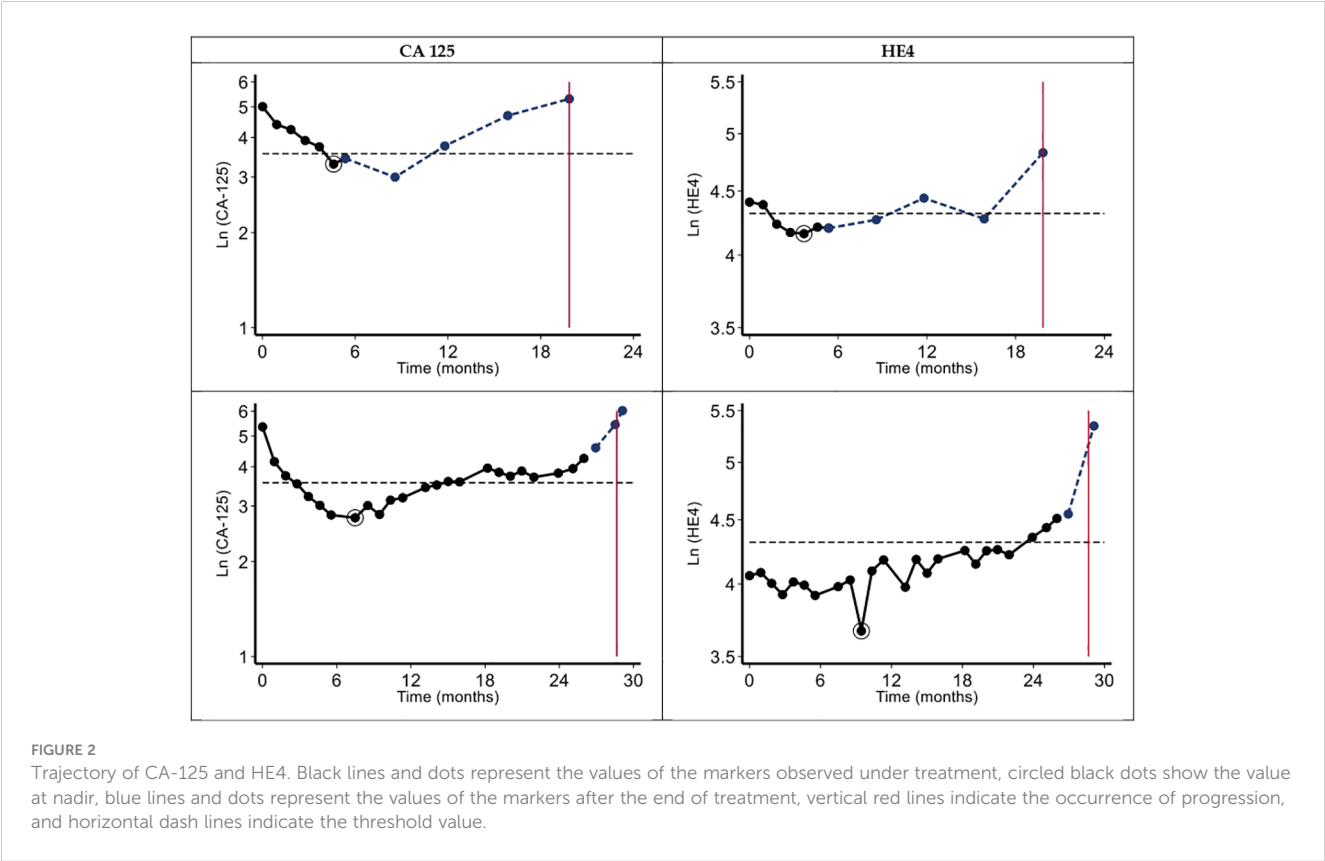 CA 125
HE4
6
5
4
3
2
1
Ln (CA-125)
0 6 12 18 24
Time (months)
5.5
5
4.5
4
3.5
Ln (HE4)
0 6 12 18 24
Time (months)
6
5
4
3
2
1
Ln (CA-125)
0 6 12 18 24 30
Time (months)
5.5
5
4.5
4
3.5
Ln (HE4)
0 6 12 18 24 30
Time (months)
FIGURE 2
Trajectory of CA-125 and HE4. Black lines and dots represent the values of the markers observed under treatment, circled black dots show the value
at nadir, blue lines and dots represent the values of the markers after the end of treatment, vertical red lines indicate the occurrence of progression,
and horizontal dash lines indicate the threshold value.